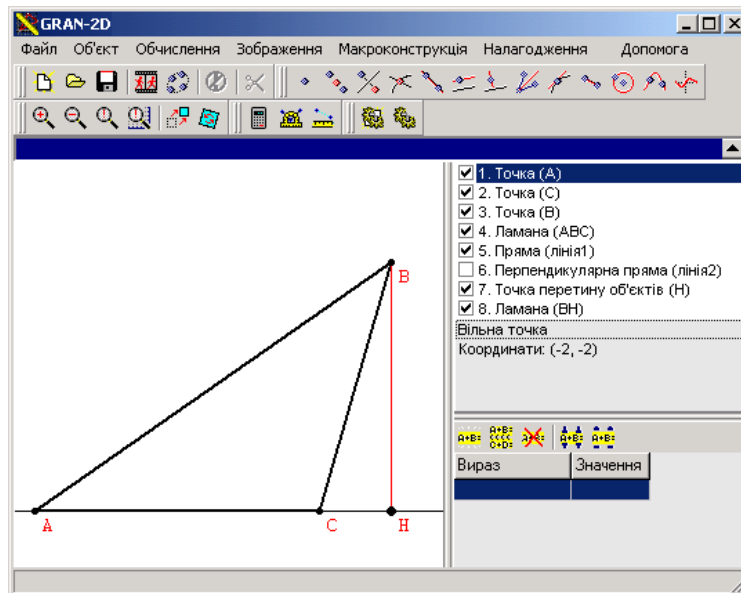 GRAN-2D
Файл Об'єкт Обчислення Зображення Макроконструкція Налагодження Допомога
1. Точка (A)
2. Точка (C)
3. Точка (B)
4. Ламана (ABC)
5. Пряма (лінія1)
6. Перпендикулярна пряма (лінія2)
7. Точка перетину об'єктів (H)
8. Ламана (BH)
Вільна точка
Координати: (-2, -2)
Вираз Значення
B
A C H